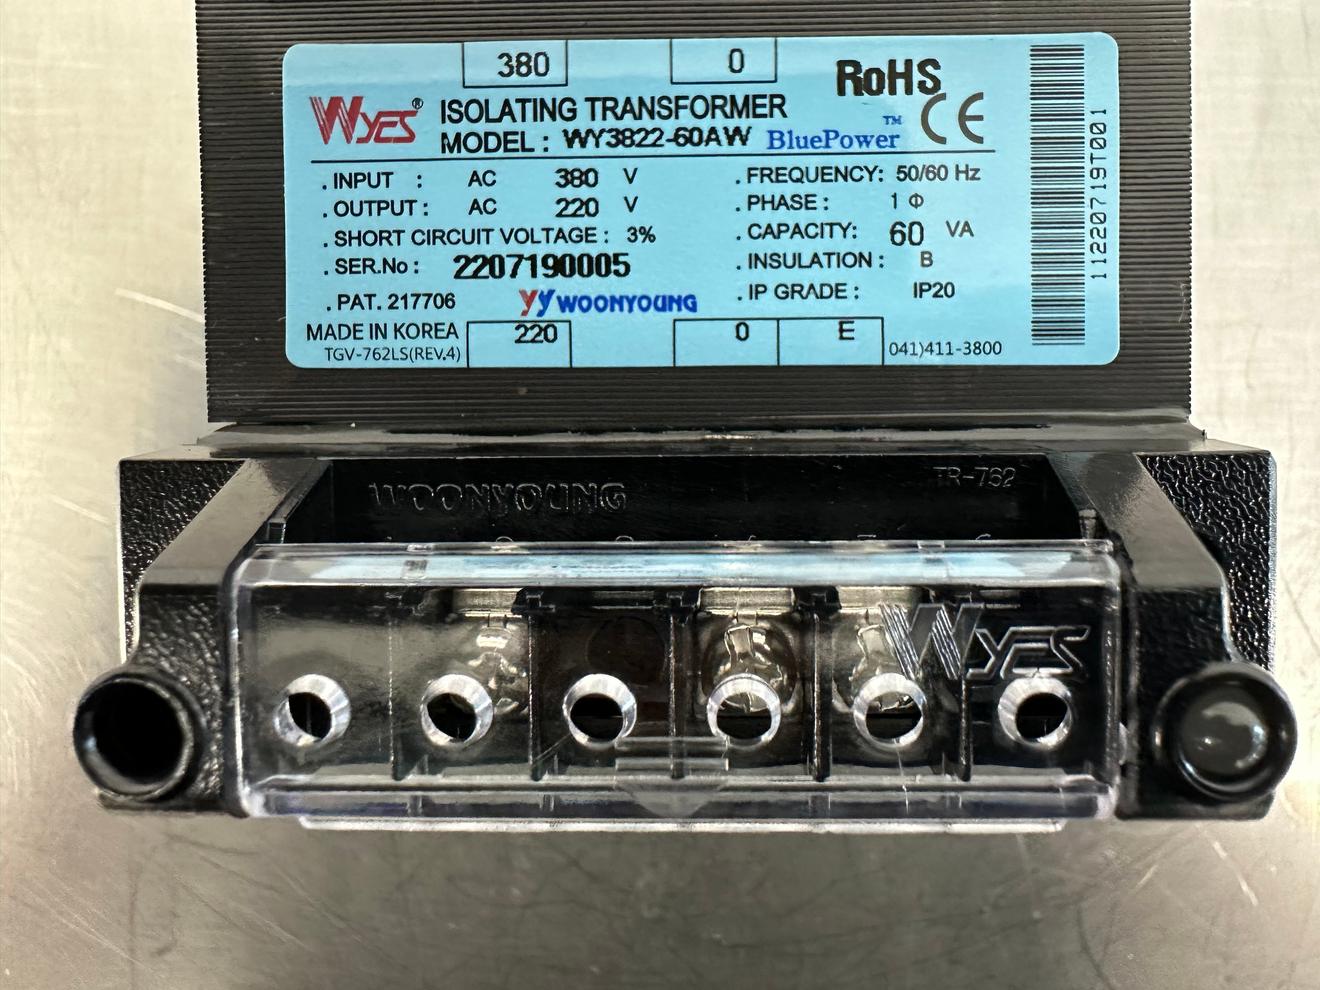 380 0
RoHS
CE
WYES® ISOLATING TRANSFORMER
MODEL : WY3822-60AW BluePower™
. INPUT : AC 380 V
. OUTPUT : AC 220 V
. SHORT CIRCUIT VOLTAGE : 3%
. SER.No : 2207190005
. PAT. 217706
yy WOONYOUNG
. FREQUENCY: 50/60 Hz
. PHASE : 1 Φ
. CAPACITY: 60 VA
. INSULATION : B
. IP GRADE : IP20
MADE IN KOREA
TGV-762LS(REV.4)
220 0 E
041)411-3800
11220719T001
WOONYOUNG TR-762
WYES